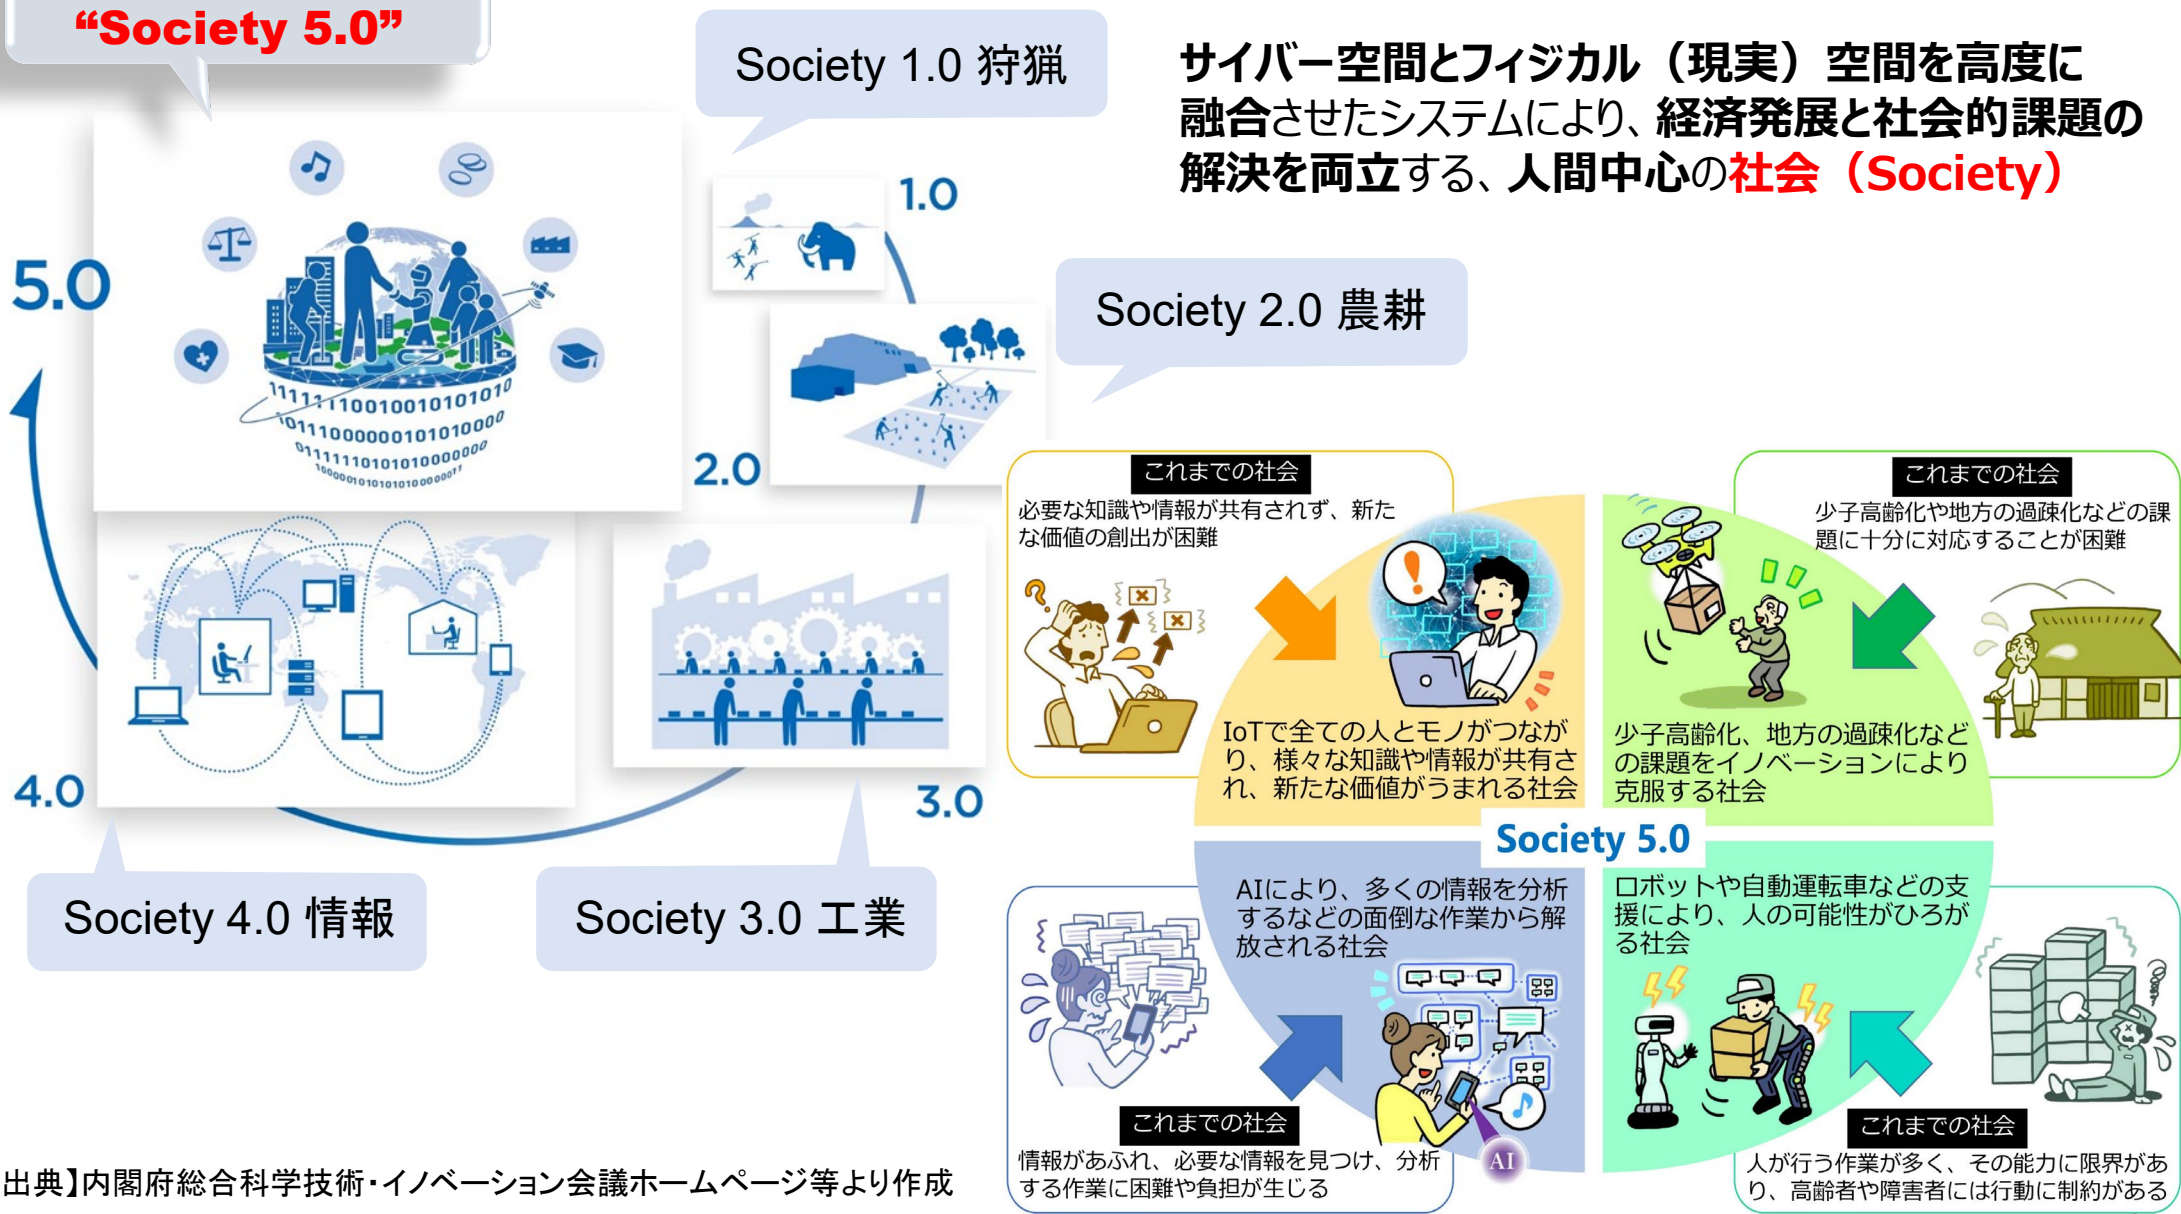 “Society 5.0”
Society 1.0 狩猟
サイバー空間とフィジカル（現実）空間を高度に
融合させたシステムにより、経済発展と社会的課題の
解決を両立する、人間中心の社会（Society）
1.0
5.0
Society 2.0 農耕
2.0
4.0
3.0
Society 4.0 情報
Society 3.0 工業
これまでの社会
必要な知識や情報が共有されず、新た
な価値の創出が困難
IoTで全ての人とモノがつなが
り、様々な知識や情報が共有さ
れ、新たな価値がうまれる社会
これまでの社会
少子高齢化や地方の過疎化などの課
題に十分に対応することが困難
少子高齢化、地方の過疎化など
の課題をイノベーションにより
克服する社会
Society 5.0
AIにより、多くの情報を分析
するなどの面倒な作業から解
放される社会
AI
これまでの社会
情報があふれ、必要な情報を見つけ、分析
する作業に困難や負担が生じる
ロボットや自動運転車などの支
援により、人の可能性がひろが
る社会
これまでの社会
人が行う作業が多く、その能力に限界があ
り、高齢者や障害者には行動に制約がある
出典】内閣府総合科学技術・イノベーション会議ホームページ等より作成